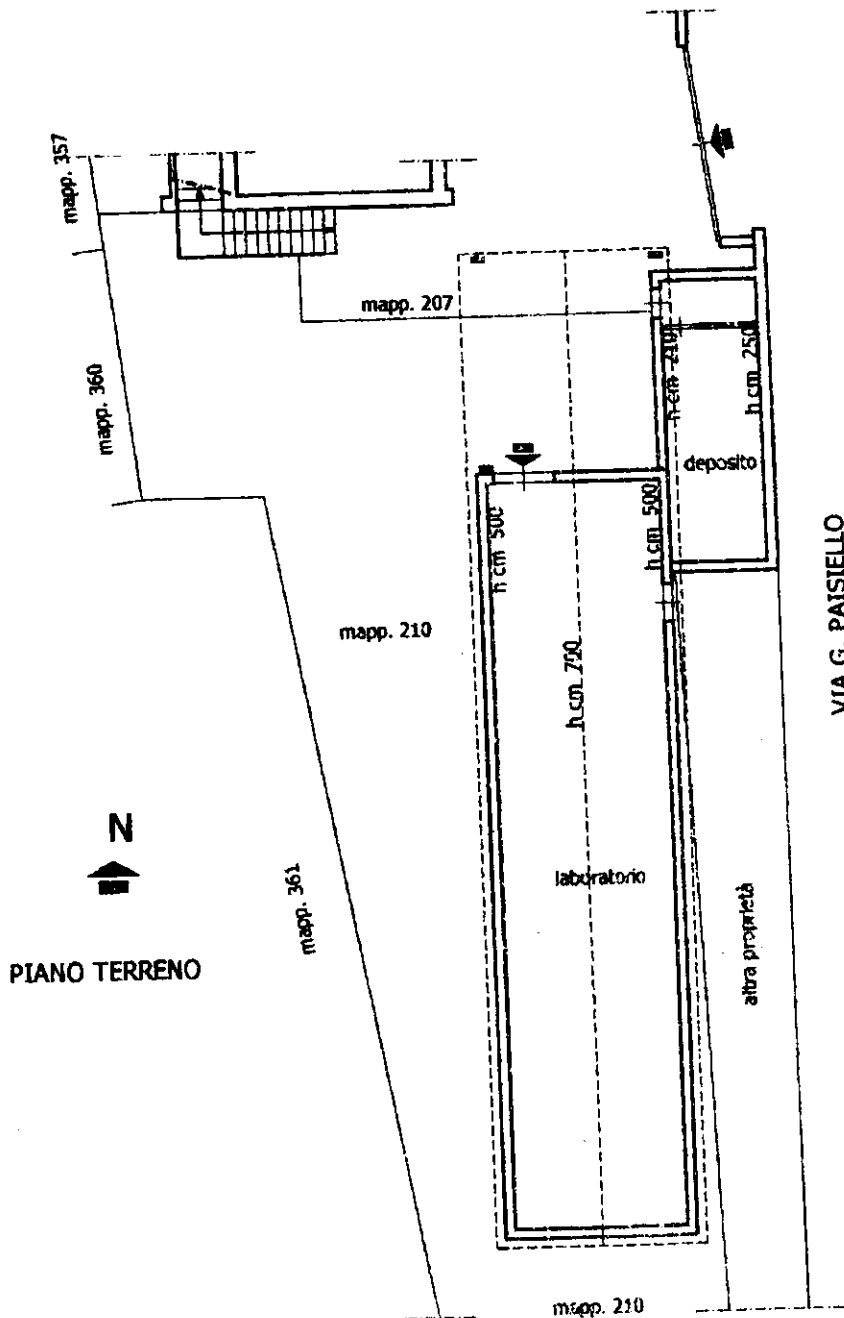 mapp. 357
mapp. 207
mapp. 360
h cm 210
h cm 250
deposito
h cm 500
h cm 500
VIA G. PAISIELLO
mapp. 210
h cm 700
N
mapp. 361
laboratorio
altra proprietà
PIANO TERRENO
mapp. 210